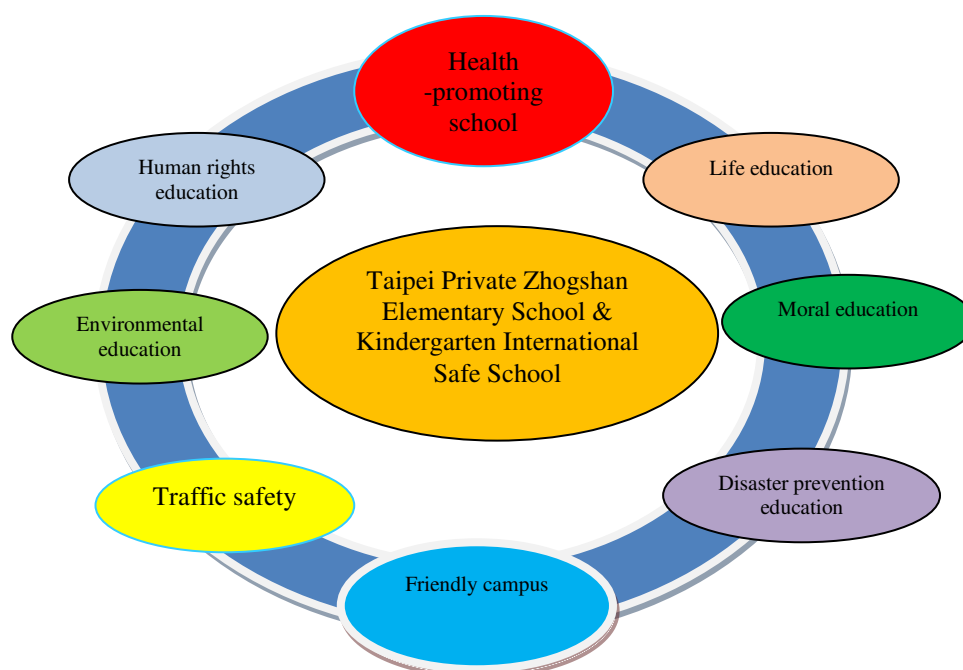 Health
-promoting
school
Human rights
education
Life education
Taipei Private Zhogshan
Elementary School &
Kindergarten International
Safe School
Environmental
education
Moral education
Traffic safety
Disaster prevention
education
Friendly campus